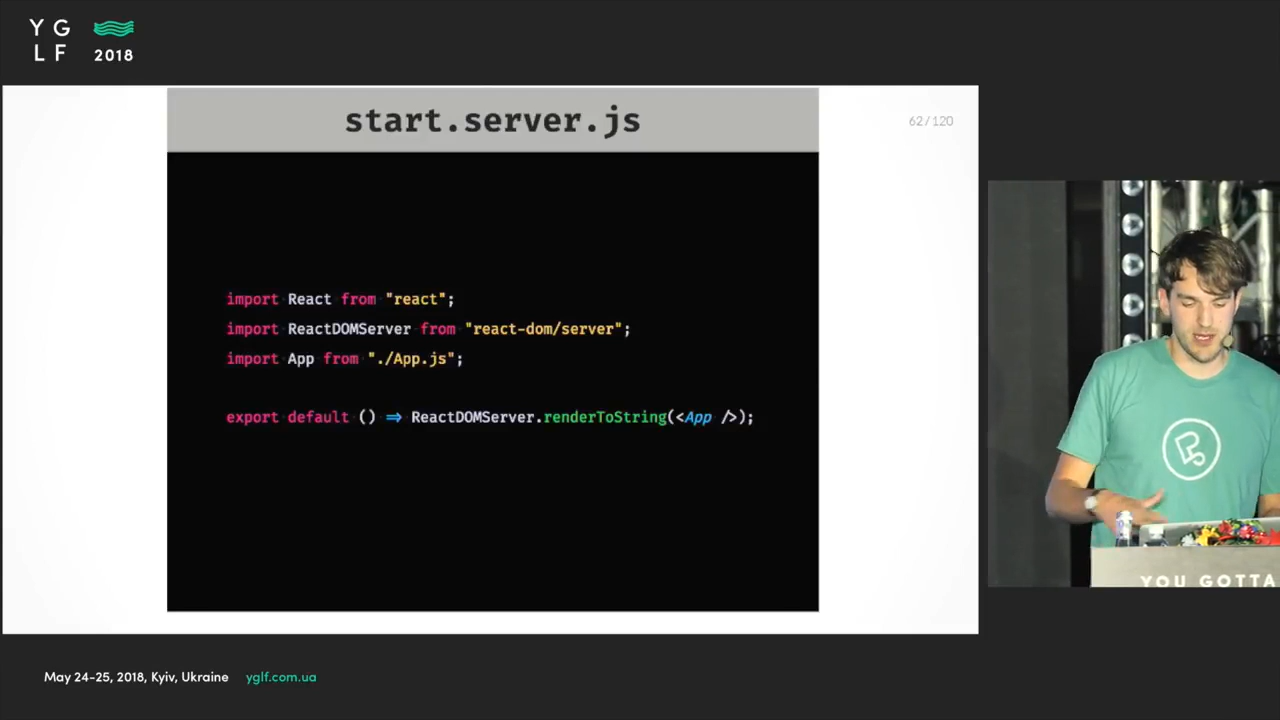 Y G
L F
2018
start.server.js
62/120
import React from "react";
import ReactDOMServer from "react-dom/server";
import App from "./App.js";
export default () => ReactDOMServer.renderToString(<App />);
YOU GOTTA
May 24-25, 2018, Kyiv, Ukraine yglf.com.ua